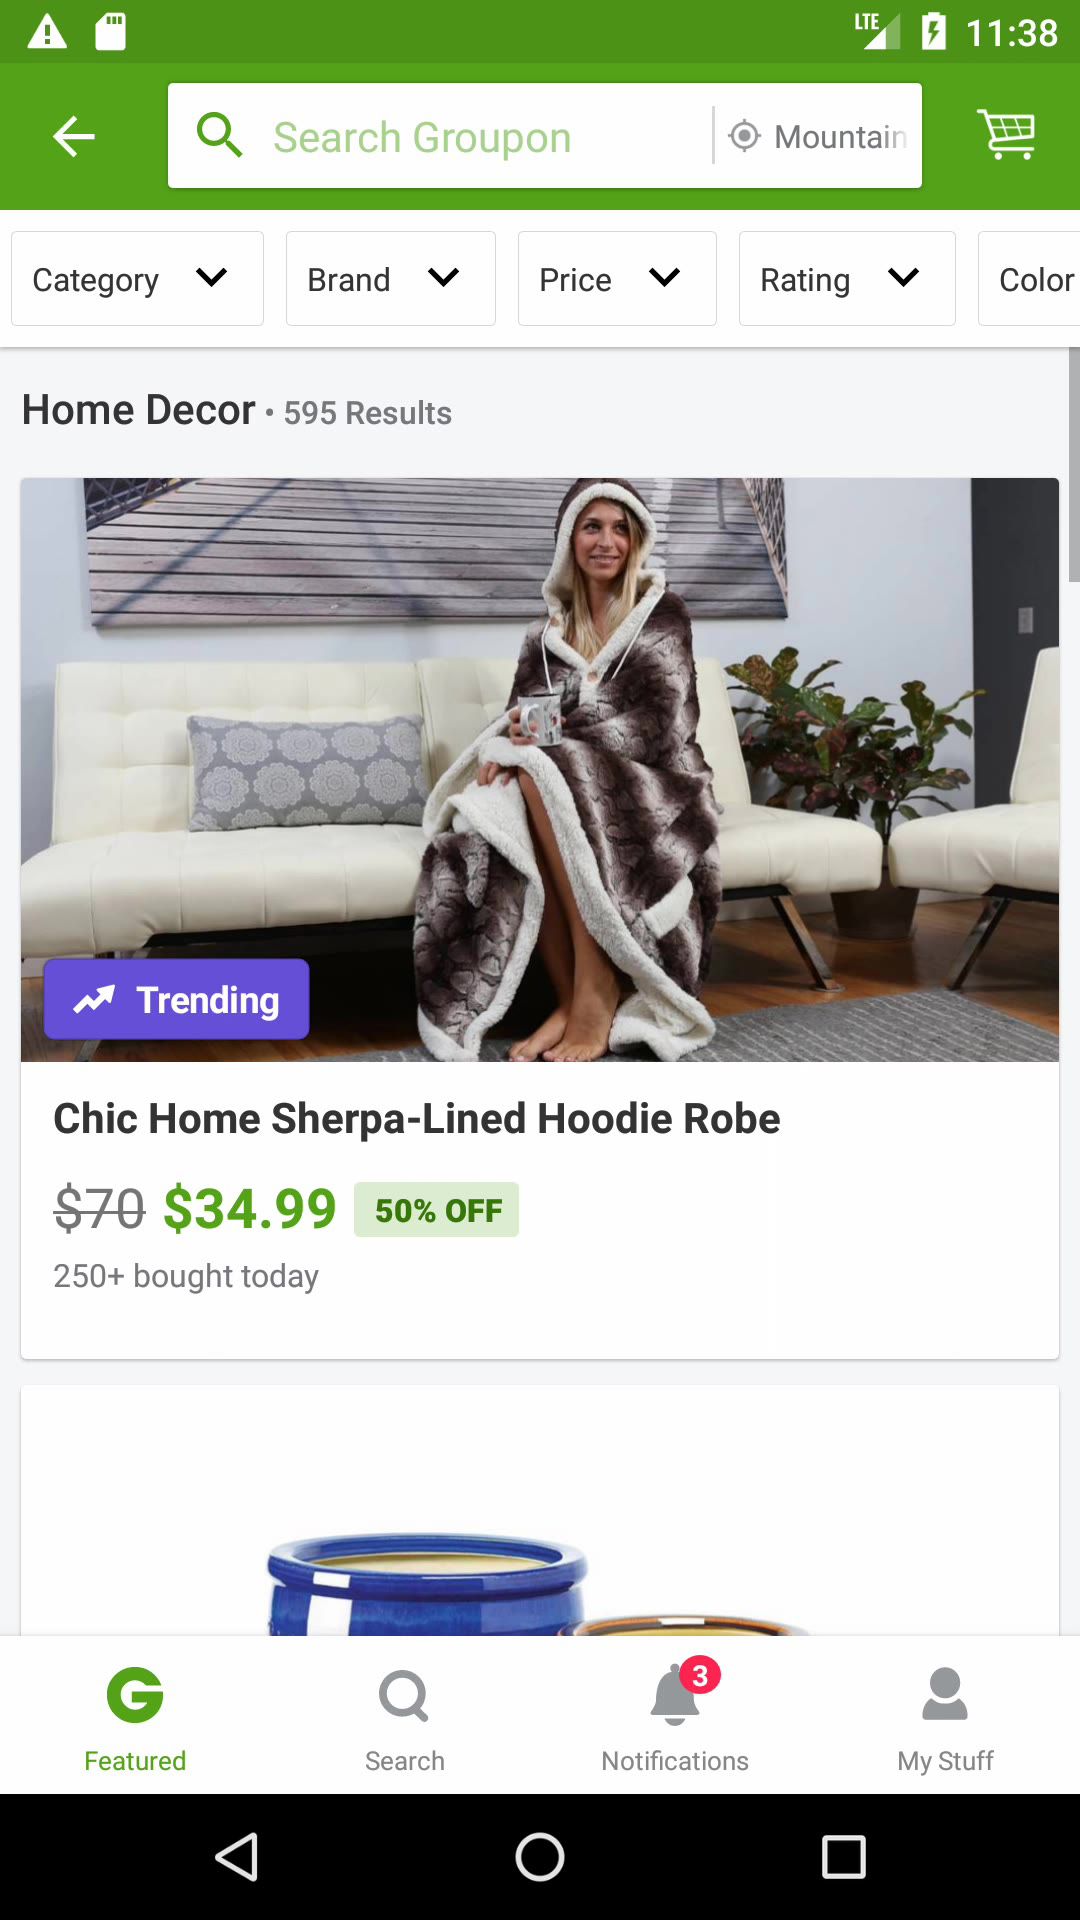 LTE 11:38
Search Groupon Mountain
Category Brand Price Rating Color
Home Decor • 595 Results
Trending
Chic Home Sherpa-Lined Hoodie Robe
$70 $34.99 50% OFF
250+ bought today
G 3
Featured Search Notifications My Stuff